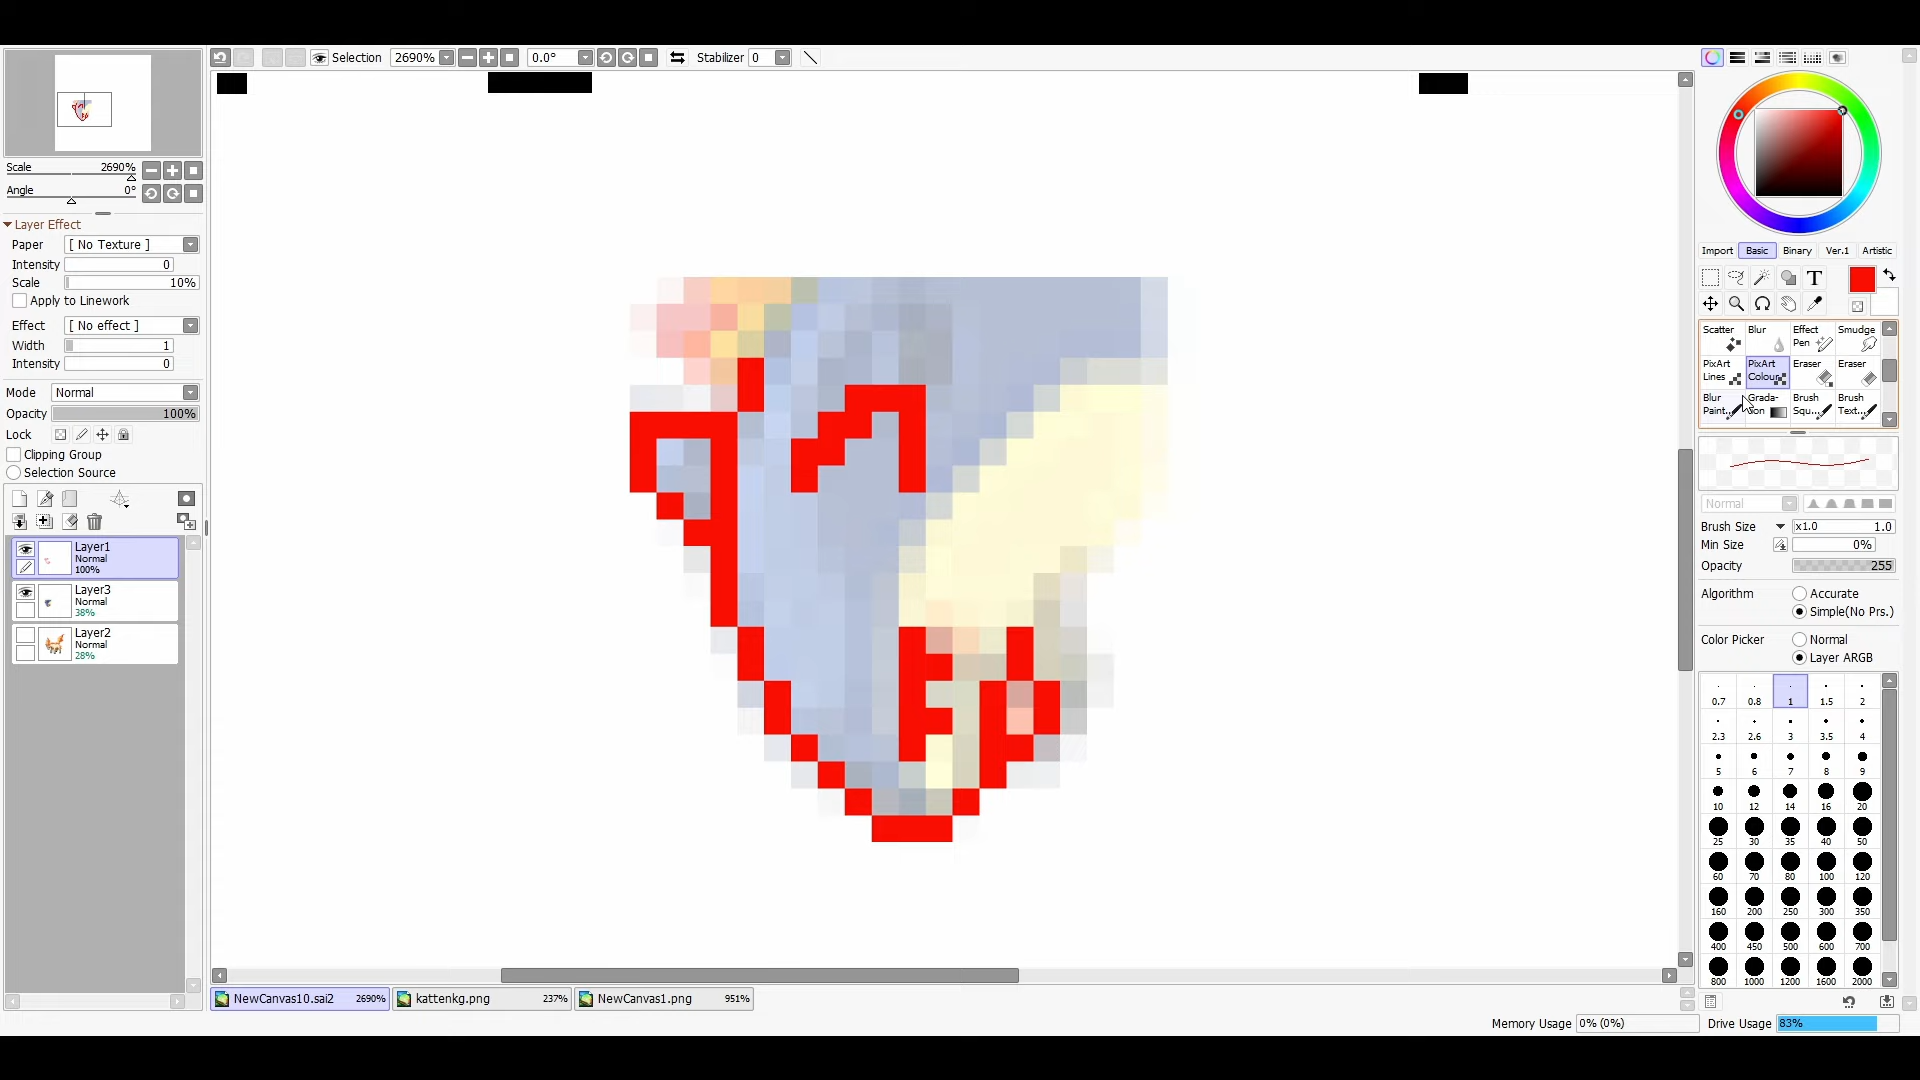 Selection 2690% 0.0° Stabilizer 0
Scale 2690%
Angle 0°
Layer Effect
Paper [ No Texture ]
Intensity 0
Scale 10%
Apply to Linework
Effect [ No effect ]
Width 1
Intensity 0
Mode Normal
Opacity 100%
Lock
Clipping Group
Selection Source
Layer1
Normal
100%
Layer3
Normal
38%
Layer2
Normal
28%
Import Basic Binary Ver.1 Artistic
T
Scatter Blur Effect Pen Smudge
PixArt Lines PixArt Colour Eraser Eraser
Blur Paint... Grada-ion Brush Squ... Brush Text...
Normal
Brush Size x1.0 1.0
Min Size 0%
Opacity 255
Algorithm Accurate
Simple(No Prs.)
Color Picker Normal
Layer ARGB
0.7 0.8 1 1.5 2
2.3 2.6 3 3.5 4
5 6 7 8 9
10 12 14 16 20
25 30 35 40 50
60 70 80 100 120
160 200 250 300 350
400 450 500 600 700
800 1000 1200 1600 2000
NewCanvas10.sai2 2690% kattenkg.png 237% NewCanvas1.png 951%
Memory Usage 0% (0%) Drive Usage 83%